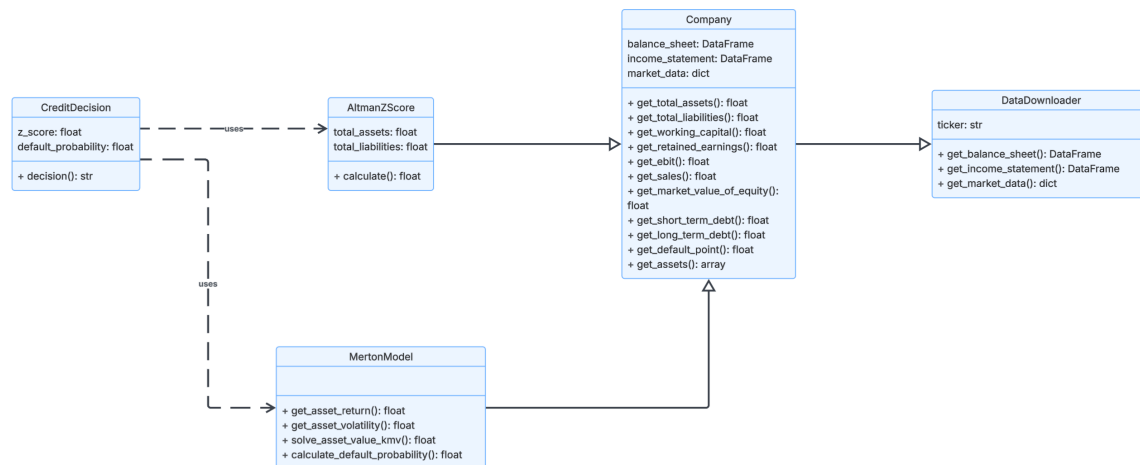 Company
balance_sheet: DataFrame
income_statement: DataFrame
market_data: dict
+ get_total_assets(): float
+ get_total_liabilities(): float
+ get_working_capital(): float
+ get_retained_earnings(): float
+ get_ebit(): float
+ get_sales(): float
+ get_market_value_of_equity():
float
+ get_short_term_debt(): float
+ get_long_term_debt(): float
+ get_default_point(): float
+ get_assets(): array
CreditDecision
z_score: float
default_probability: float
+ decision(): str
uses
AltmanZScore
total_assets: float
total_liabilities: float
+ calculate(): float
DataDownloader
ticker: str
+ get_balance_sheet(): DataFrame
+ get_income_statement(): DataFrame
+ get_market_data(): dict
uses
MertonModel
+ get_asset_return(): float
+ get_asset_volatility(): float
+ solve_asset_value_kmv(): float
+ calculate_default_probability(): float